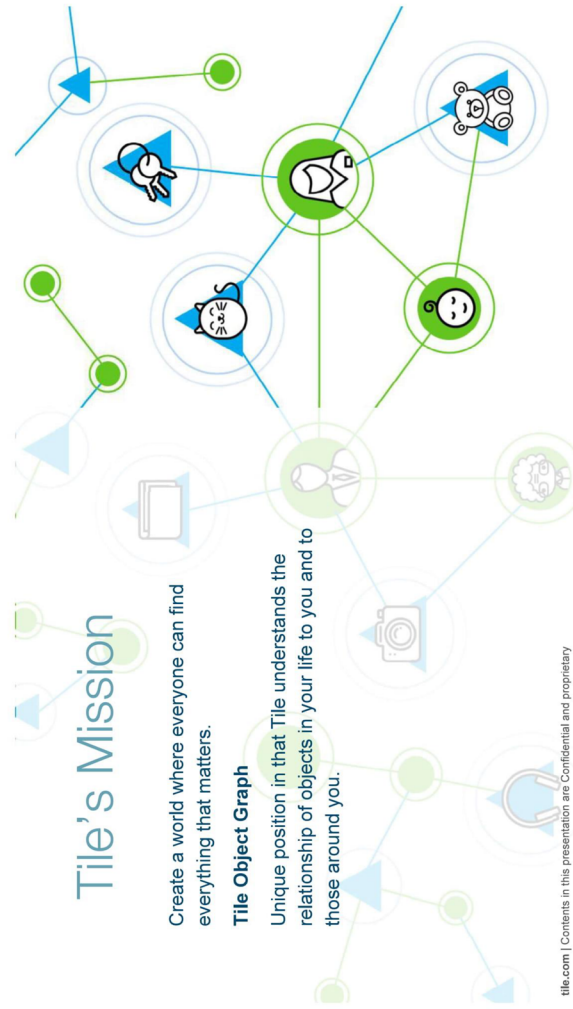 Tile's Mission
Create a world where everyone can find
everything that matters.
Tile Object Graph
Unique position in that Tile understands the
relationship of objects in your life to you and to
those around you.
tile.com | Contents in this presentation are Confidential and proprietary